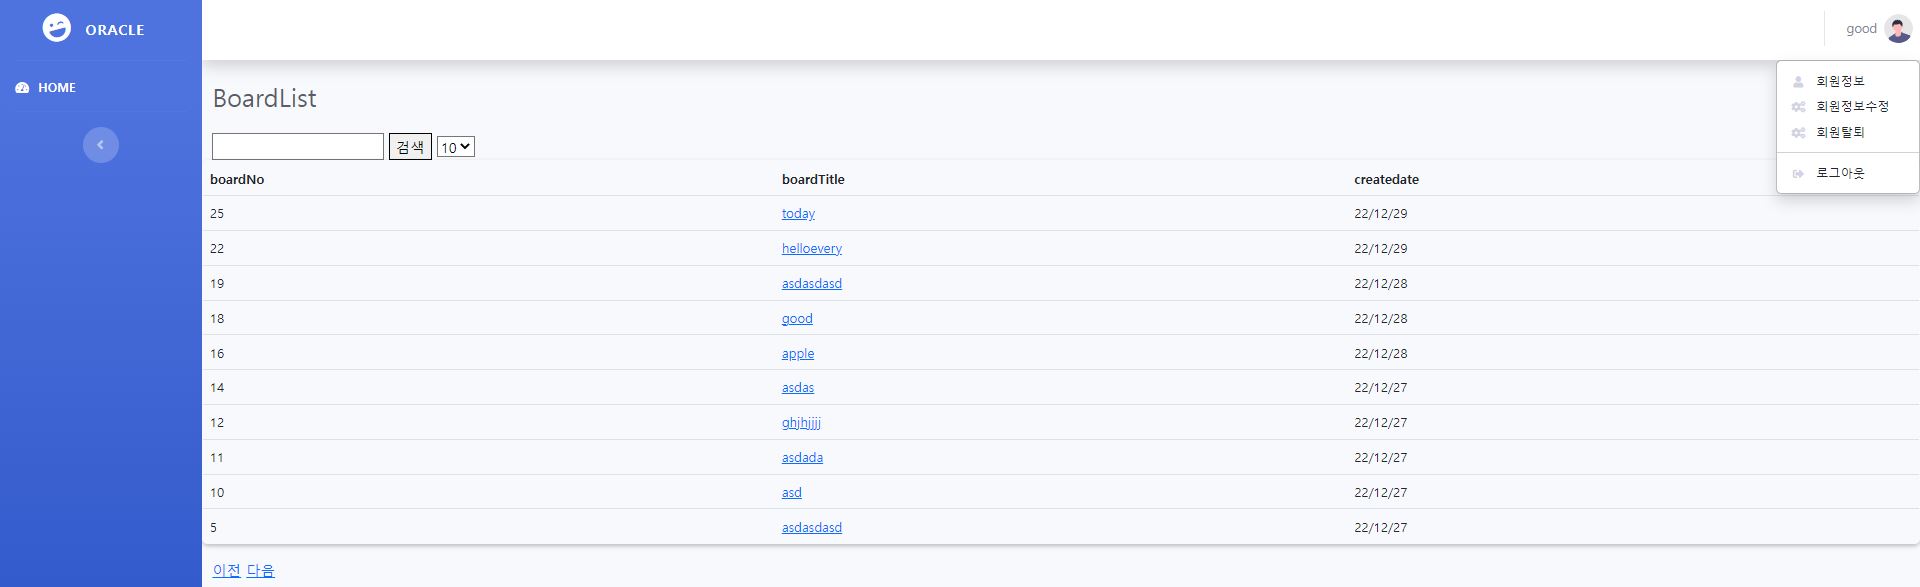 ORACLE
good
HOME
회원정보
회원정보수정
회원탈퇴
로그아웃
BoardList
검색 10
boardNo boardTitle createdate
25 today 22/12/29
22 helloevery 22/12/29
19 asdasdasd 22/12/28
18 good 22/12/28
16 apple 22/12/28
14 asdas 22/12/27
12 ghjhjjjj 22/12/27
11 asdada 22/12/27
10 asd 22/12/27
5 asdasdasd 22/12/27
이전 다음